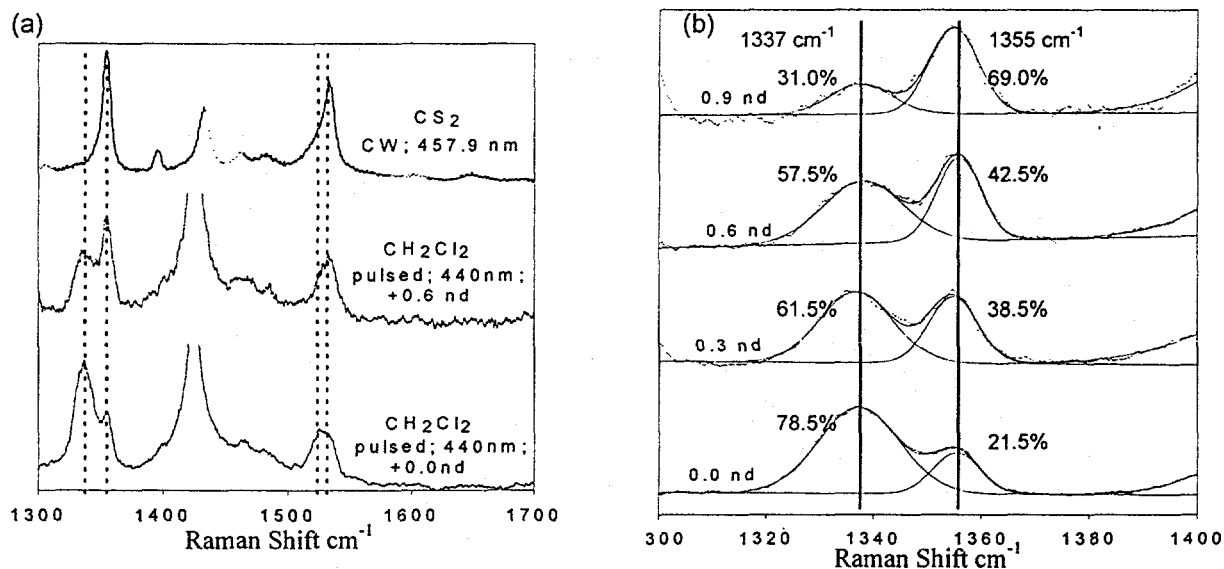 (a)
CS2
CW; 457.9 nm
CH2Cl2
pulsed; 440nm;
+0.6 nd
CH2Cl2
pulsed; 440nm;
+0.0nd
1300 1400 1500 1600 1700
Raman Shift cm-1
(b)
1337 cm-1 1355 cm-1
31.0% 69.0%
0.9 nd
57.5% 42.5%
0.6 nd
61.5% 38.5%
0.3 nd
78.5% 21.5%
0.0 nd
300 1320 1340 1360 1380 1400
Raman Shift cm-1